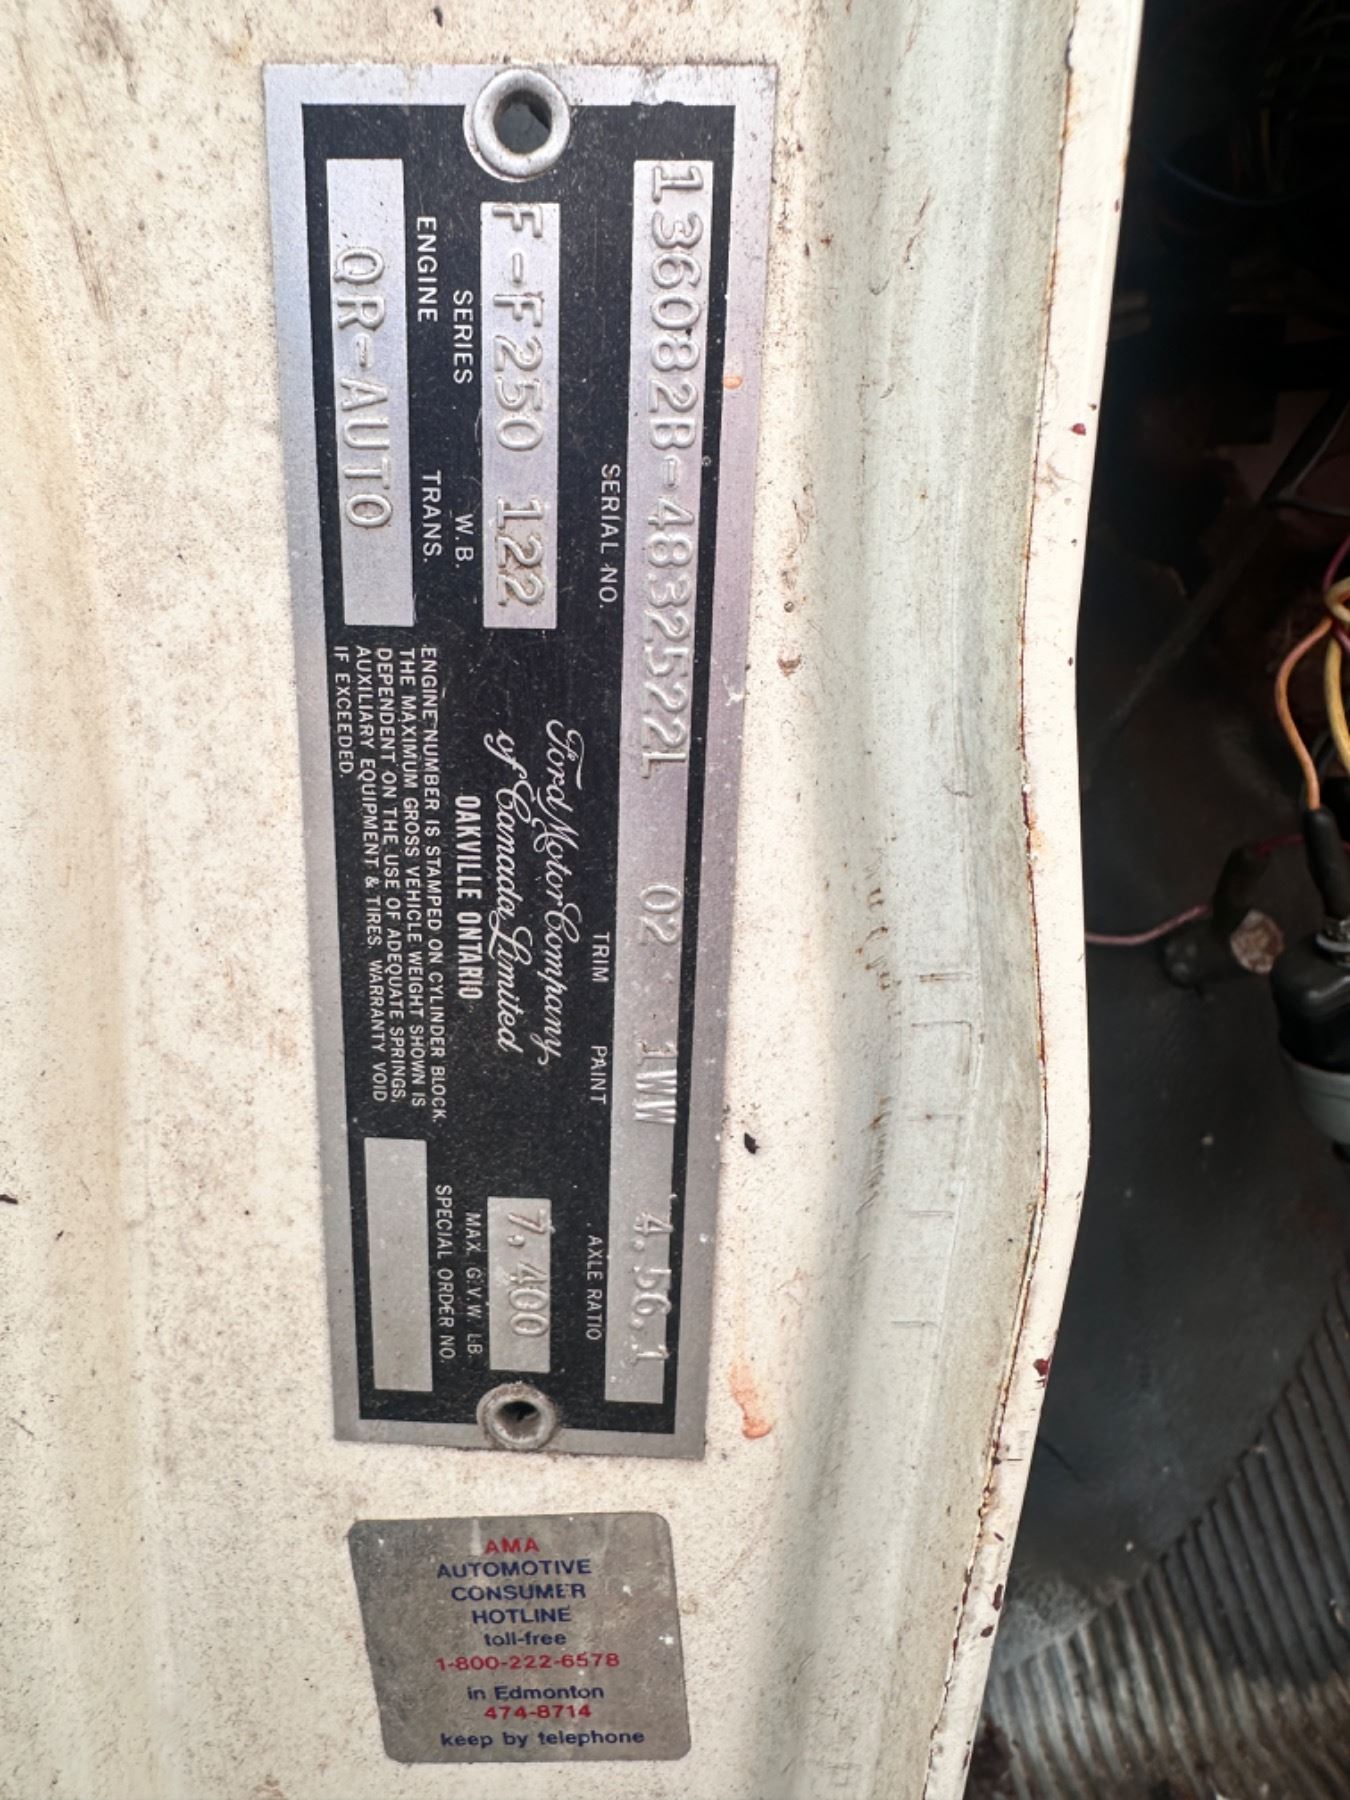 136082B-48325522L 02 1WW 4.56.1
SERIAL NO. TRIM PAINT AXLE RATIO
F-F250 122
SERIES W.B.
Ford Motor Company
of Canada Limited
OAKVILLE ONTARIO
7,400
MAX. G.V.W. LB.
ENGINE TRANS.
QR-AUTO
ENGINE NUMBER IS STAMPED ON CYLINDER BLOCK.
THE MAXIMUM GROSS VEHICLE WEIGHT SHOWN IS
DEPENDENT ON THE USE OF ADEQUATE SPRINGS,
AUXILIARY EQUIPMENT & TIRES. WARRANTY VOID
IF EXCEEDED.
SPECIAL ORDER NO.
AMA
AUTOMOTIVE
CONSUMER
HOTLINE
toll-free
1-800-222-6578
in Edmonton
474-8714
keep by telephone